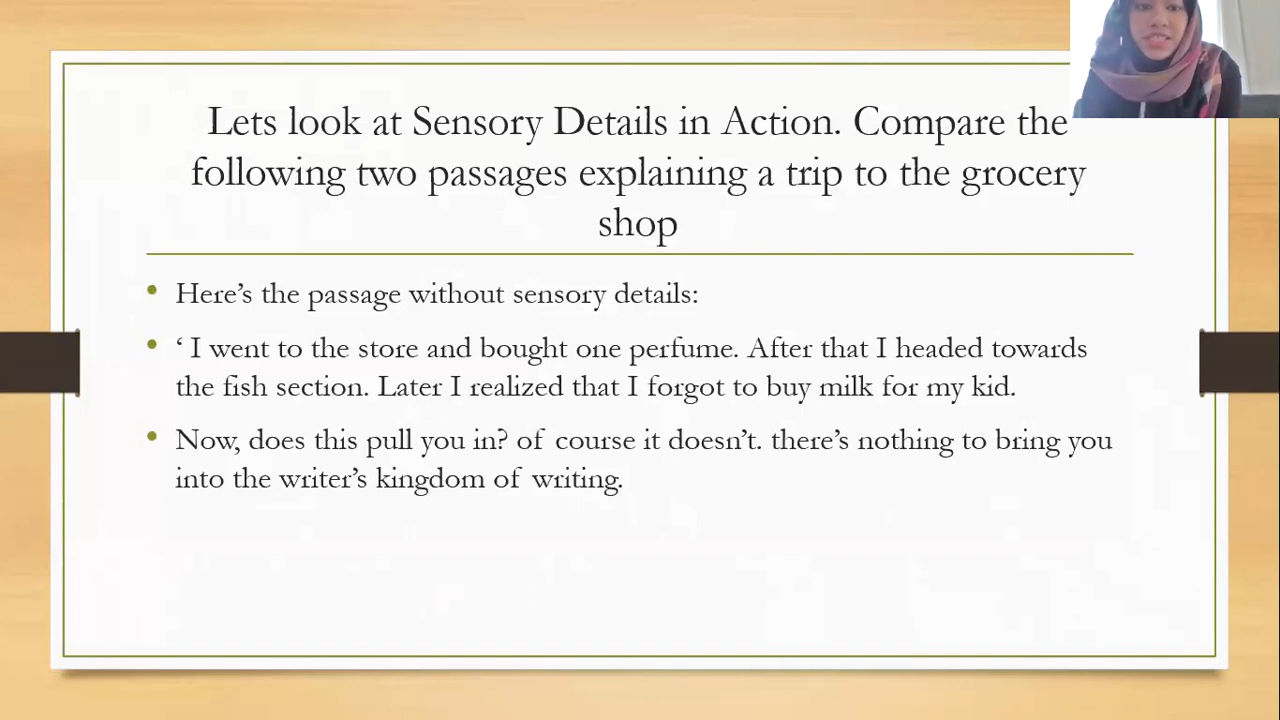 Lets look at Sensory Details in Action. Compare the
following two passages explaining a trip to the grocery
shop
Here’s the passage without sensory details:
‘ I went to the store and bought one perfume. After that I headed towards
the fish section. Later I realized that I forgot to buy milk for my kid.
Now, does this pull you in? of course it doesn’t. there’s nothing to bring you
into the writer’s kingdom of writing.